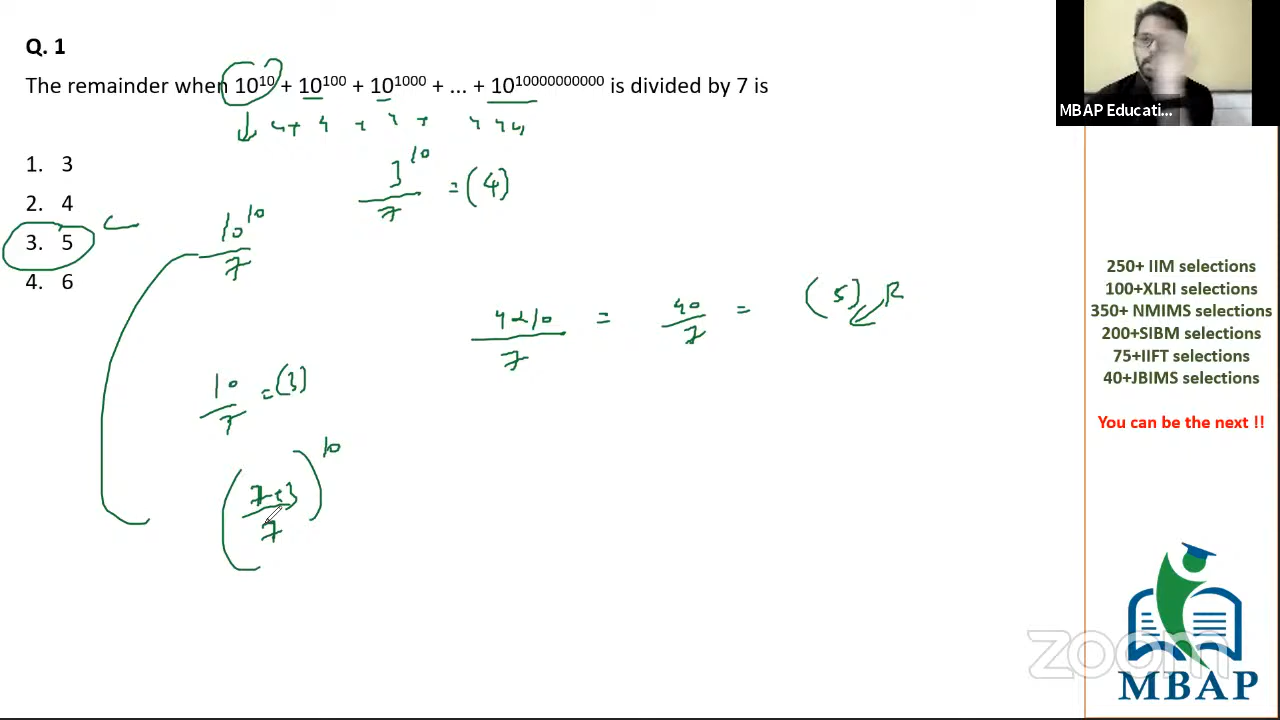 Q. 1
The remainder when 10¹⁰ + 10¹⁰⁰ + 10¹⁰⁰⁰ + ... + 10¹⁰⁰⁰⁰⁰⁰⁰⁰⁰⁰ is divided by 7 is
4+ 4 + 4 +
1. 3
2. 4
3. 5
4. 6
3¹⁰/7 = (4)
10¹⁰/7
4×10/7 = 40/7 = (5) R
10/7 = (3)
(7+3/7)¹⁰
MBAP Educati...
250+ IIM selections
100+XLRI selections
350+ NMIMS selections
200+SIBM selections
75+IIFT selections
40+JBIMS selections
You can be the next !!
zoom
MBAP